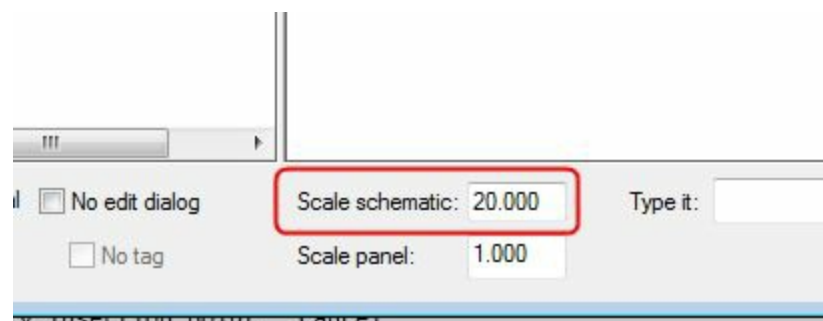 No edit dialog Scale schematic: 20.000 Type it:
No tag Scale panel: 1.000